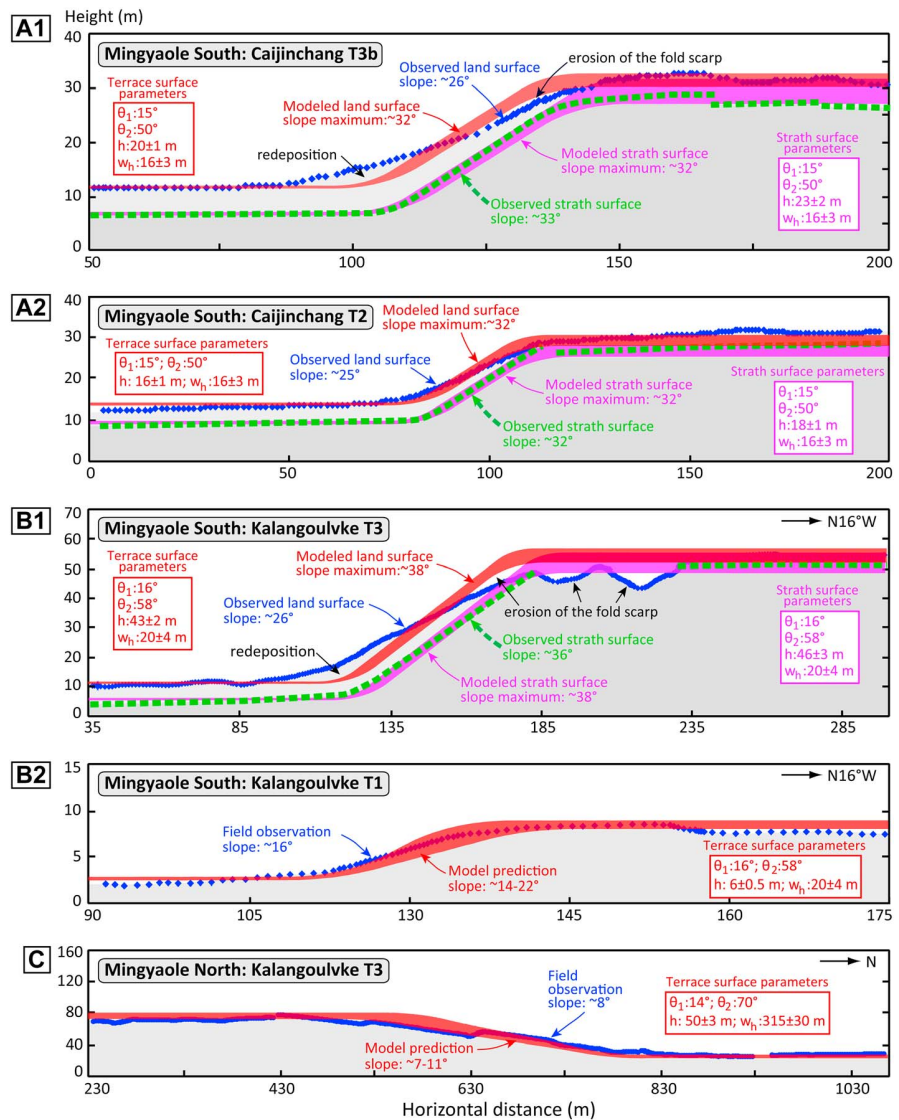 A1
Height (m)
40
30
20
10
0
Mingyaole South: Caijinchang T3b
Terrace surface
parameters
θ1:15°
θ2:50°
h:20±1 m
wh:16±3 m
Observed land surface
slope: ~26°
erosion of the fold scarp
Modeled land surface
slope maximum:~32°
redeposition
Modeled strath surface
slope maximum: ~32°
Observed strath surface
slope: ~33°
Strath surface
parameters
θ1:15°
θ2:50°
h:23±2 m
wh:16±3 m
50
100
150
200
A2
40
30
20
10
0
Mingyaole South: Caijinchang T2
Terrace surface parameters
θ1:15°; θ2:50°
h: 16±1 m; wh:16±3 m
Modeled land surface
slope maximum:~32°
Observed land surface
slope: ~25°
Modeled strath surface
slope maximum: ~32°
Observed strath surface
slope: ~32°
Strath surface parameters
θ1:15°
θ2:50°
h:18±1 m
wh:16±3 m
0
50
100
150
200
B1
70
60
50
40
30
20
10
0
Mingyaole South: Kalangoulvke T3
N16°W
Terrace surface
parameters
θ1:16°
θ2:58°
h:43±2 m
wh:20±4 m
Modeled land surface
slope maximum:~38°
Observed land surface
slope: ~26°
redeposition
erosion of the fold scarp
Observed strath surface
slope: ~36°
Modeled strath surface
slope maximum: ~38°
Strath surface
parameters
θ1:16°
θ2:58°
h:46±3 m
wh:20±4 m
35
85
135
185
235
285
B2
15
10
5
0
Mingyaole South: Kalangoulvke T1
N16°W
Field observation
slope: ~16°
Model prediction
slope: ~14-22°
Terrace surface parameters
θ1:16°; θ2:58°
h: 6±0.5 m; wh:20±4 m
90
105
130
145
160
175
C
160
120
80
40
0
Mingyaole North: Kalangoulvke T3
N
Field
observation
slope: ~8°
Model prediction
slope: ~7-11°
Terrace surface parameters
θ1:14°; θ2:70°
h: 50±3 m; wh:315±30 m
230
430
630
830
1030
Horizontal distance (m)